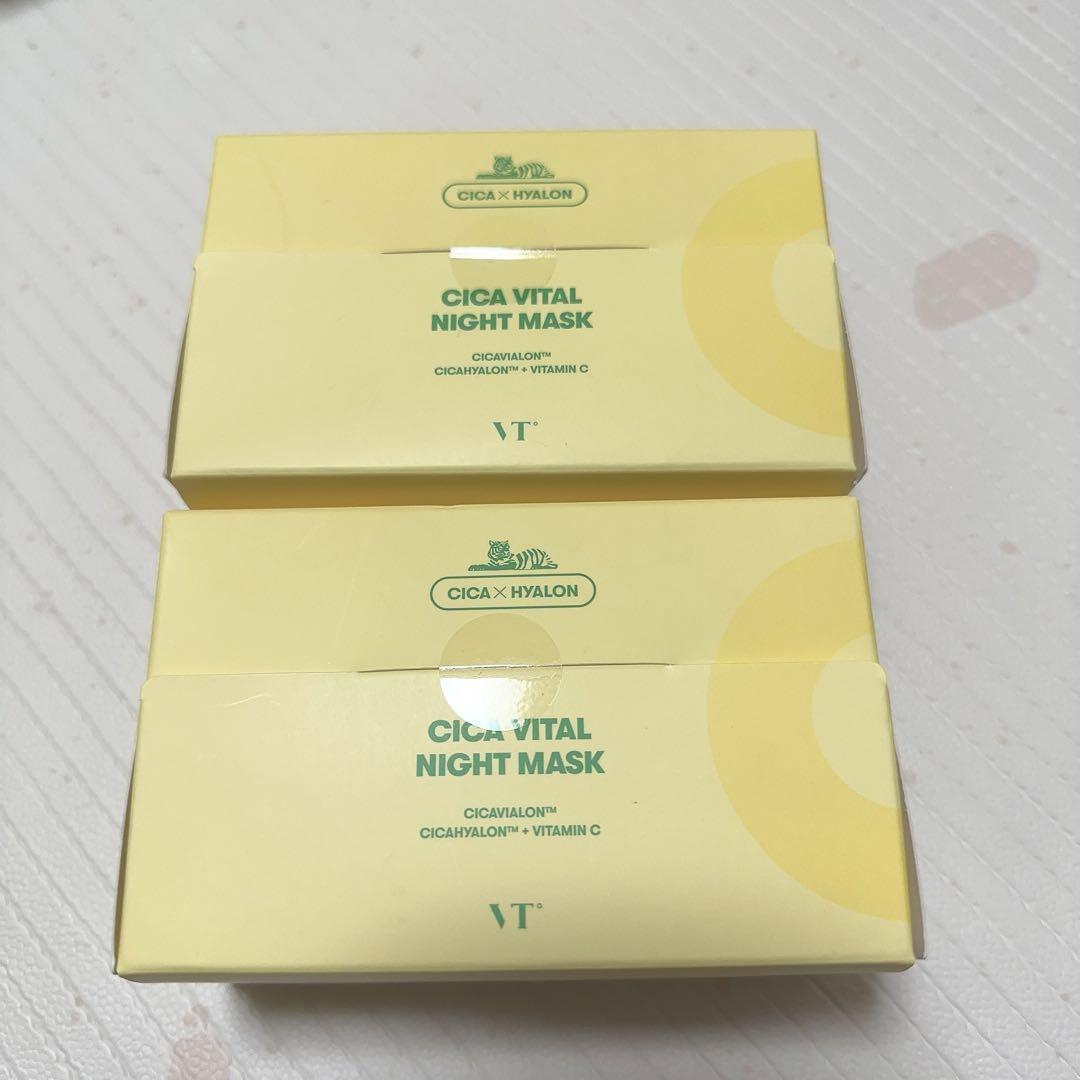 CICA × HYALON
CICA VITAL
NIGHT MASK
CICAVIALON™
CICAHYALON™ + VITAMIN C
VT°
CICA × HYALON
CICA VITAL
NIGHT MASK
CICAVIALON™
CICAHYALON™ + VITAMIN C
VT°